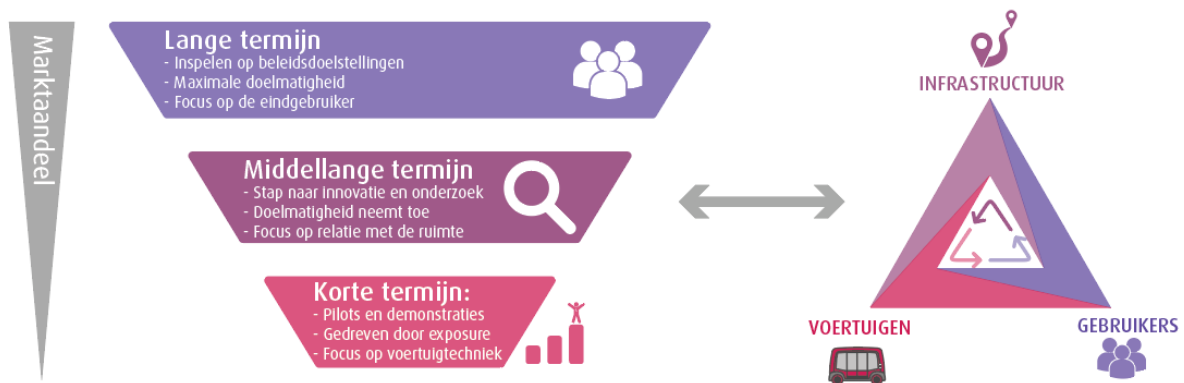 Marktaandeel
Lange termijn
- Inspelen op beleidsdoelstellingen
- Maximale doelmatigheid
- Focus op de eindgebruiker
Middellange termijn
- Stap naar innovatie en onderzoek
- Doelmatigheid neemt toe
- Focus op relatie met de ruimte
Korte termijn:
- Pilots en demonstraties
- Gedreven door exposure
- Focus op voertuigtechniek
INFRASTRUCTUUR
VOERTUIGEN
GEBRUIKERS